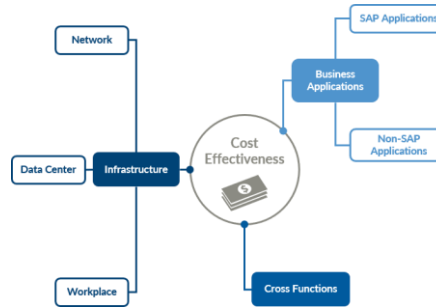 SAP Applications
Network
Business
Applications
Cost
Effectiveness
Non-SAP
Applications
Data Center
Infrastructure
$
Workplace
Cross Functions